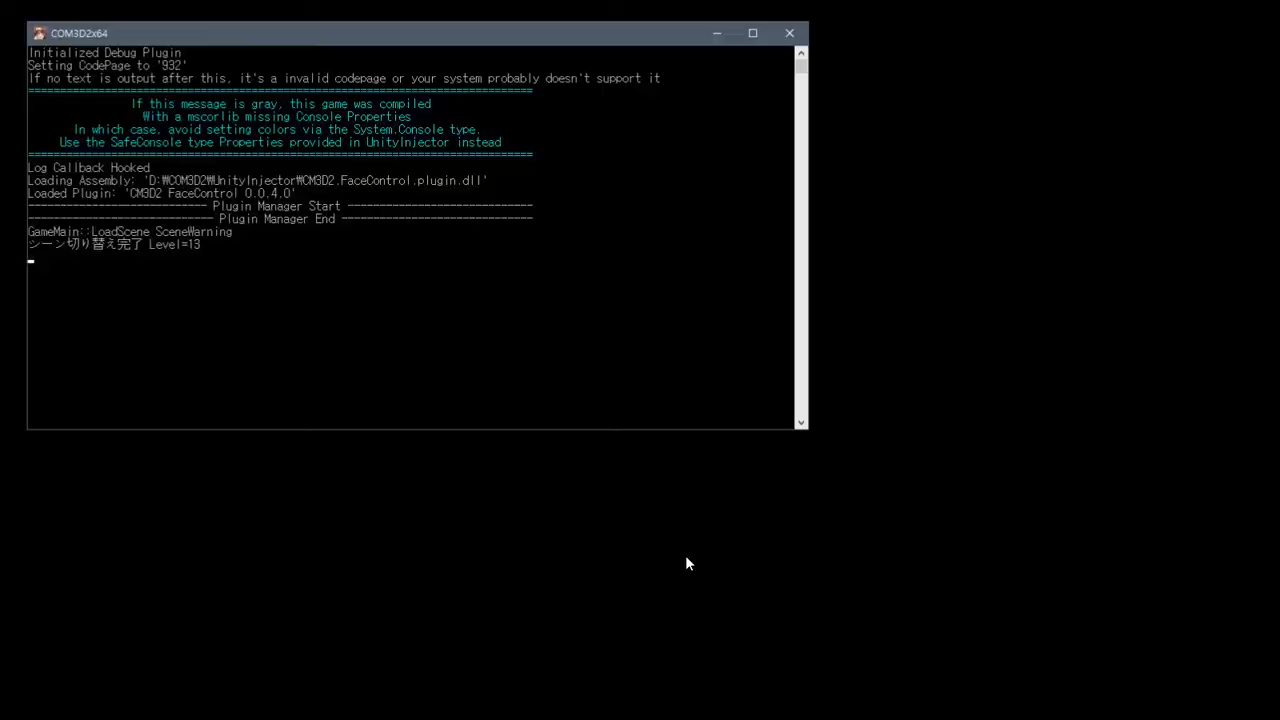 COM3D2x64
Initialized Debug Plugin
Setting CodePage to '932'
If no text is output after this, it's a invalid codepage or your system probably doesn't support it
===============================================================================
If this message is gray, this game was compiled
With a mscorlib missing Console Properties
In which case, avoid setting colors via the System.Console type.
Use the SafeConsole type Properties provided in UnityInjector instead
===============================================================================
Log Callback Hooked
Loading Assembly: 'D:₩COM3D2₩UnityInjector₩CM3D2.FaceControl.plugin.dll'
Loaded Plugin: 'CM3D2 FaceControl 0.0,4.0'
---------------------------- Plugin Manager Start -----------------------------
----------------------------- Plugin Manager End ------------------------------
GameMain::LoadScene SceneWarning
シーン切り替え完了 Level=13